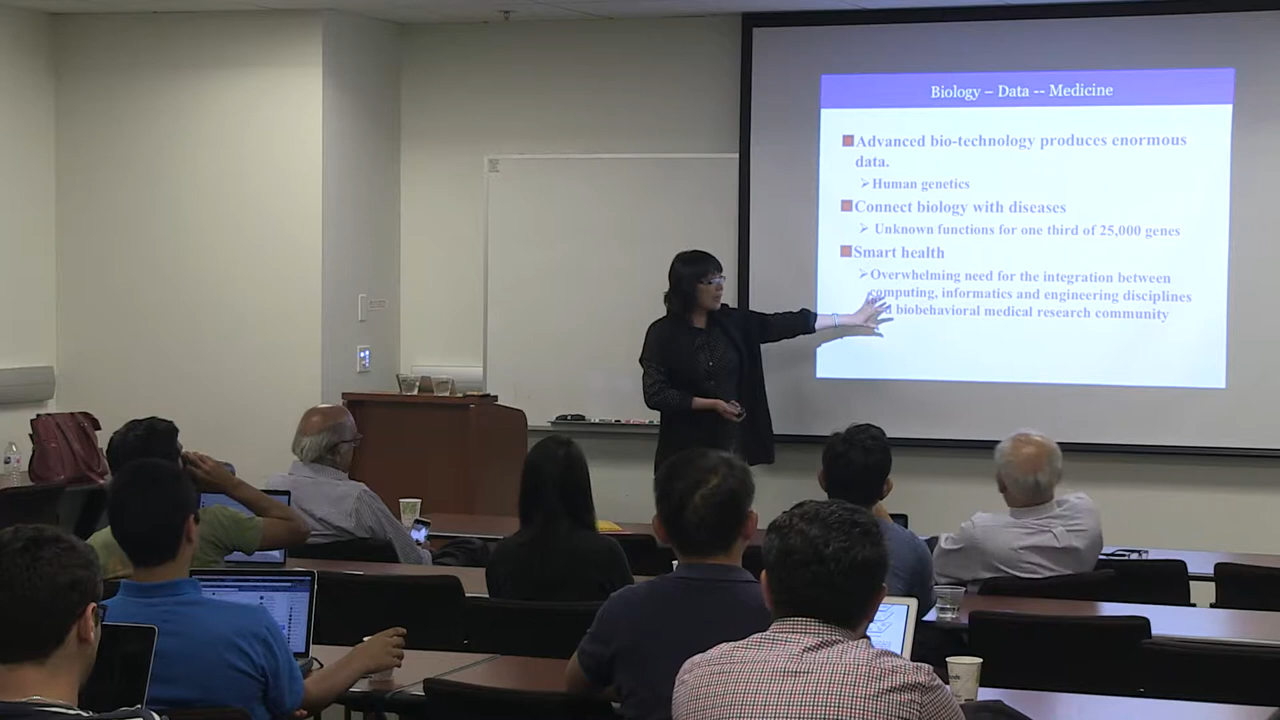 Biology – Data -- Medicine
Advanced bio-technology produces enormous
data.
Human genetics
Connect biology with diseases
Unknown functions for one third of 25,000 genes
Smart health
Overwhelming need for the integration between
computing, informatics and engineering disciplines
biobehavioral medical research community